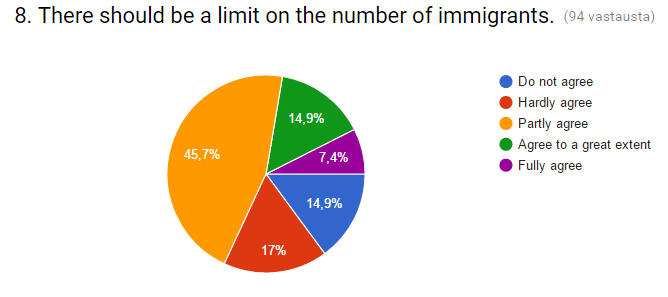 8. There should be a limit on the number of immigrants. (94 vastausta)
Do not agree
Hardly agree
Partly agree
Agree to a great extent
Fully agree
14,9%
45,7%
7,4%
14,9%
17%